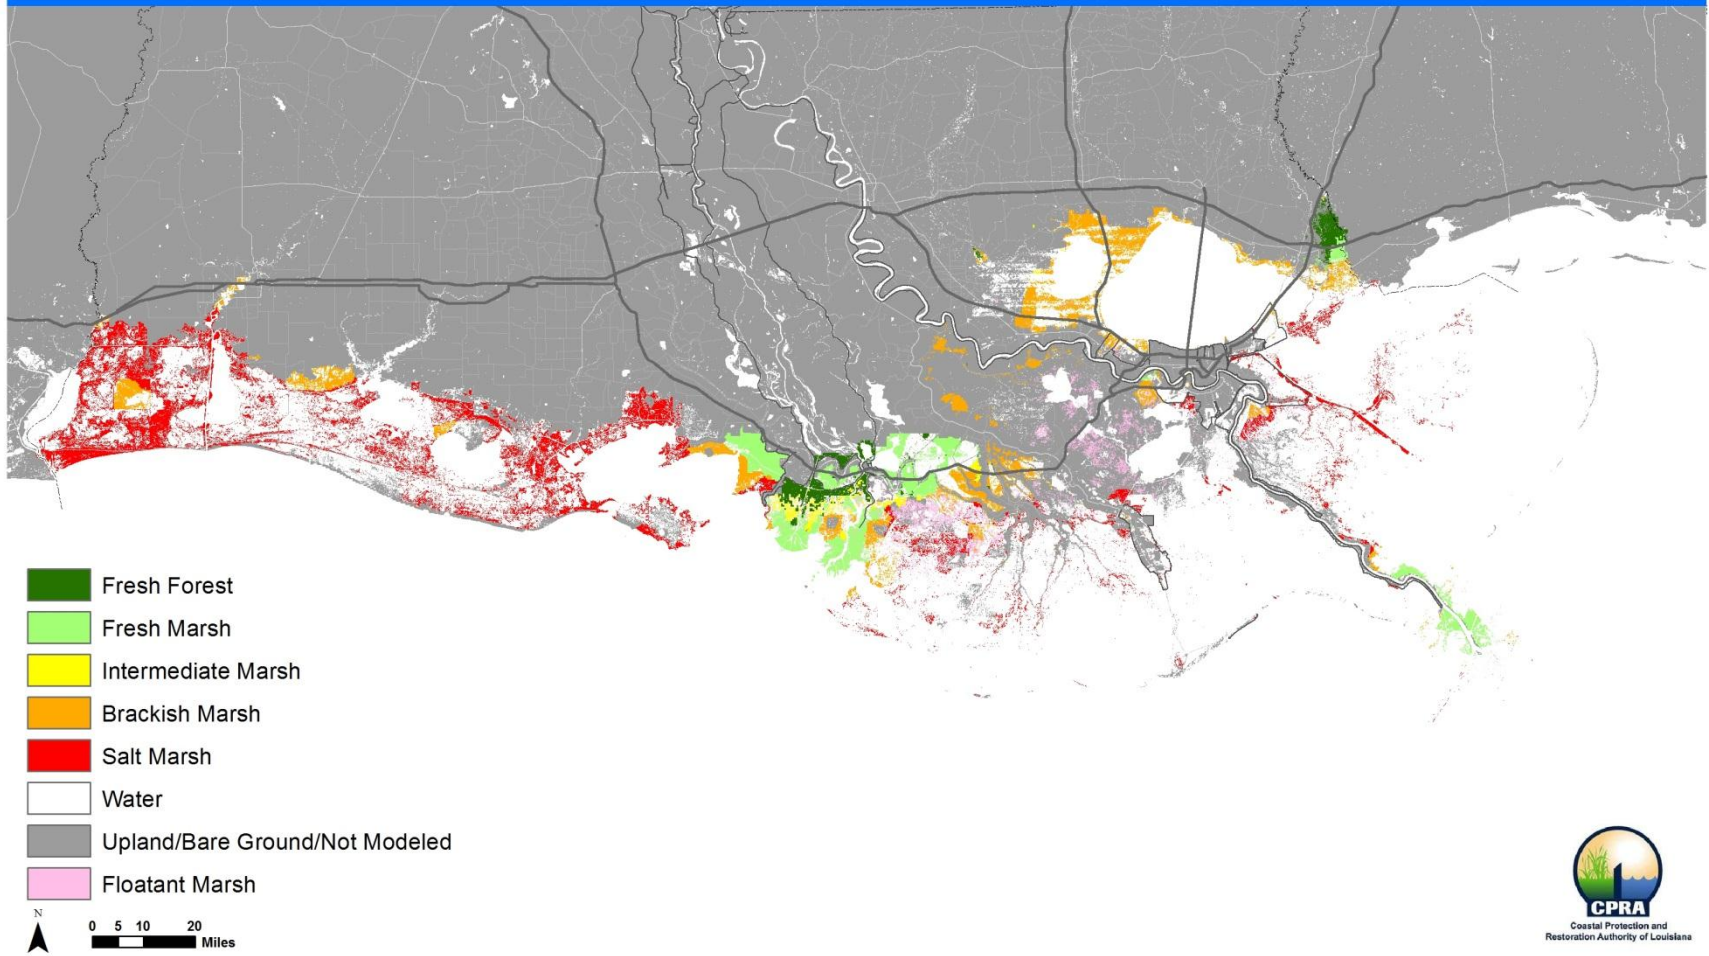 Fresh Forest
Fresh Marsh
Intermediate Marsh
Brackish Marsh
Salt Marsh
Water
Upland/Bare Ground/Not Modeled
Floatant Marsh
N
0 5 10 20
Miles
CPRA
Coastal Protection and
Restoration Authority of Louisiana